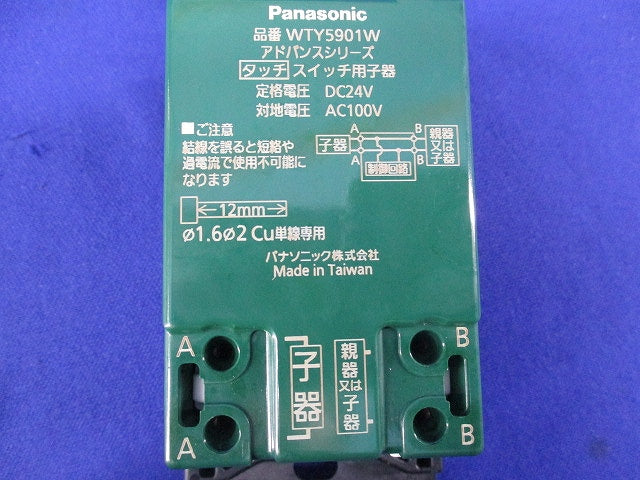 Panasonic
品番 WTY5901W
アドバンスシリーズ
タッチ スイッチ用子器
定格電圧 DC24V
対地電圧 AC100V
■ご注意
結線を誤ると短絡や
過電流で使用不可能に
なります
A B
子器
親器
又は
子器
A B
制御回路
12mm
ø1.6ø2 Cu単線専用
パナソニック株式会社
Made in Taiwan
A
子器
親器又は子器
B
A
B